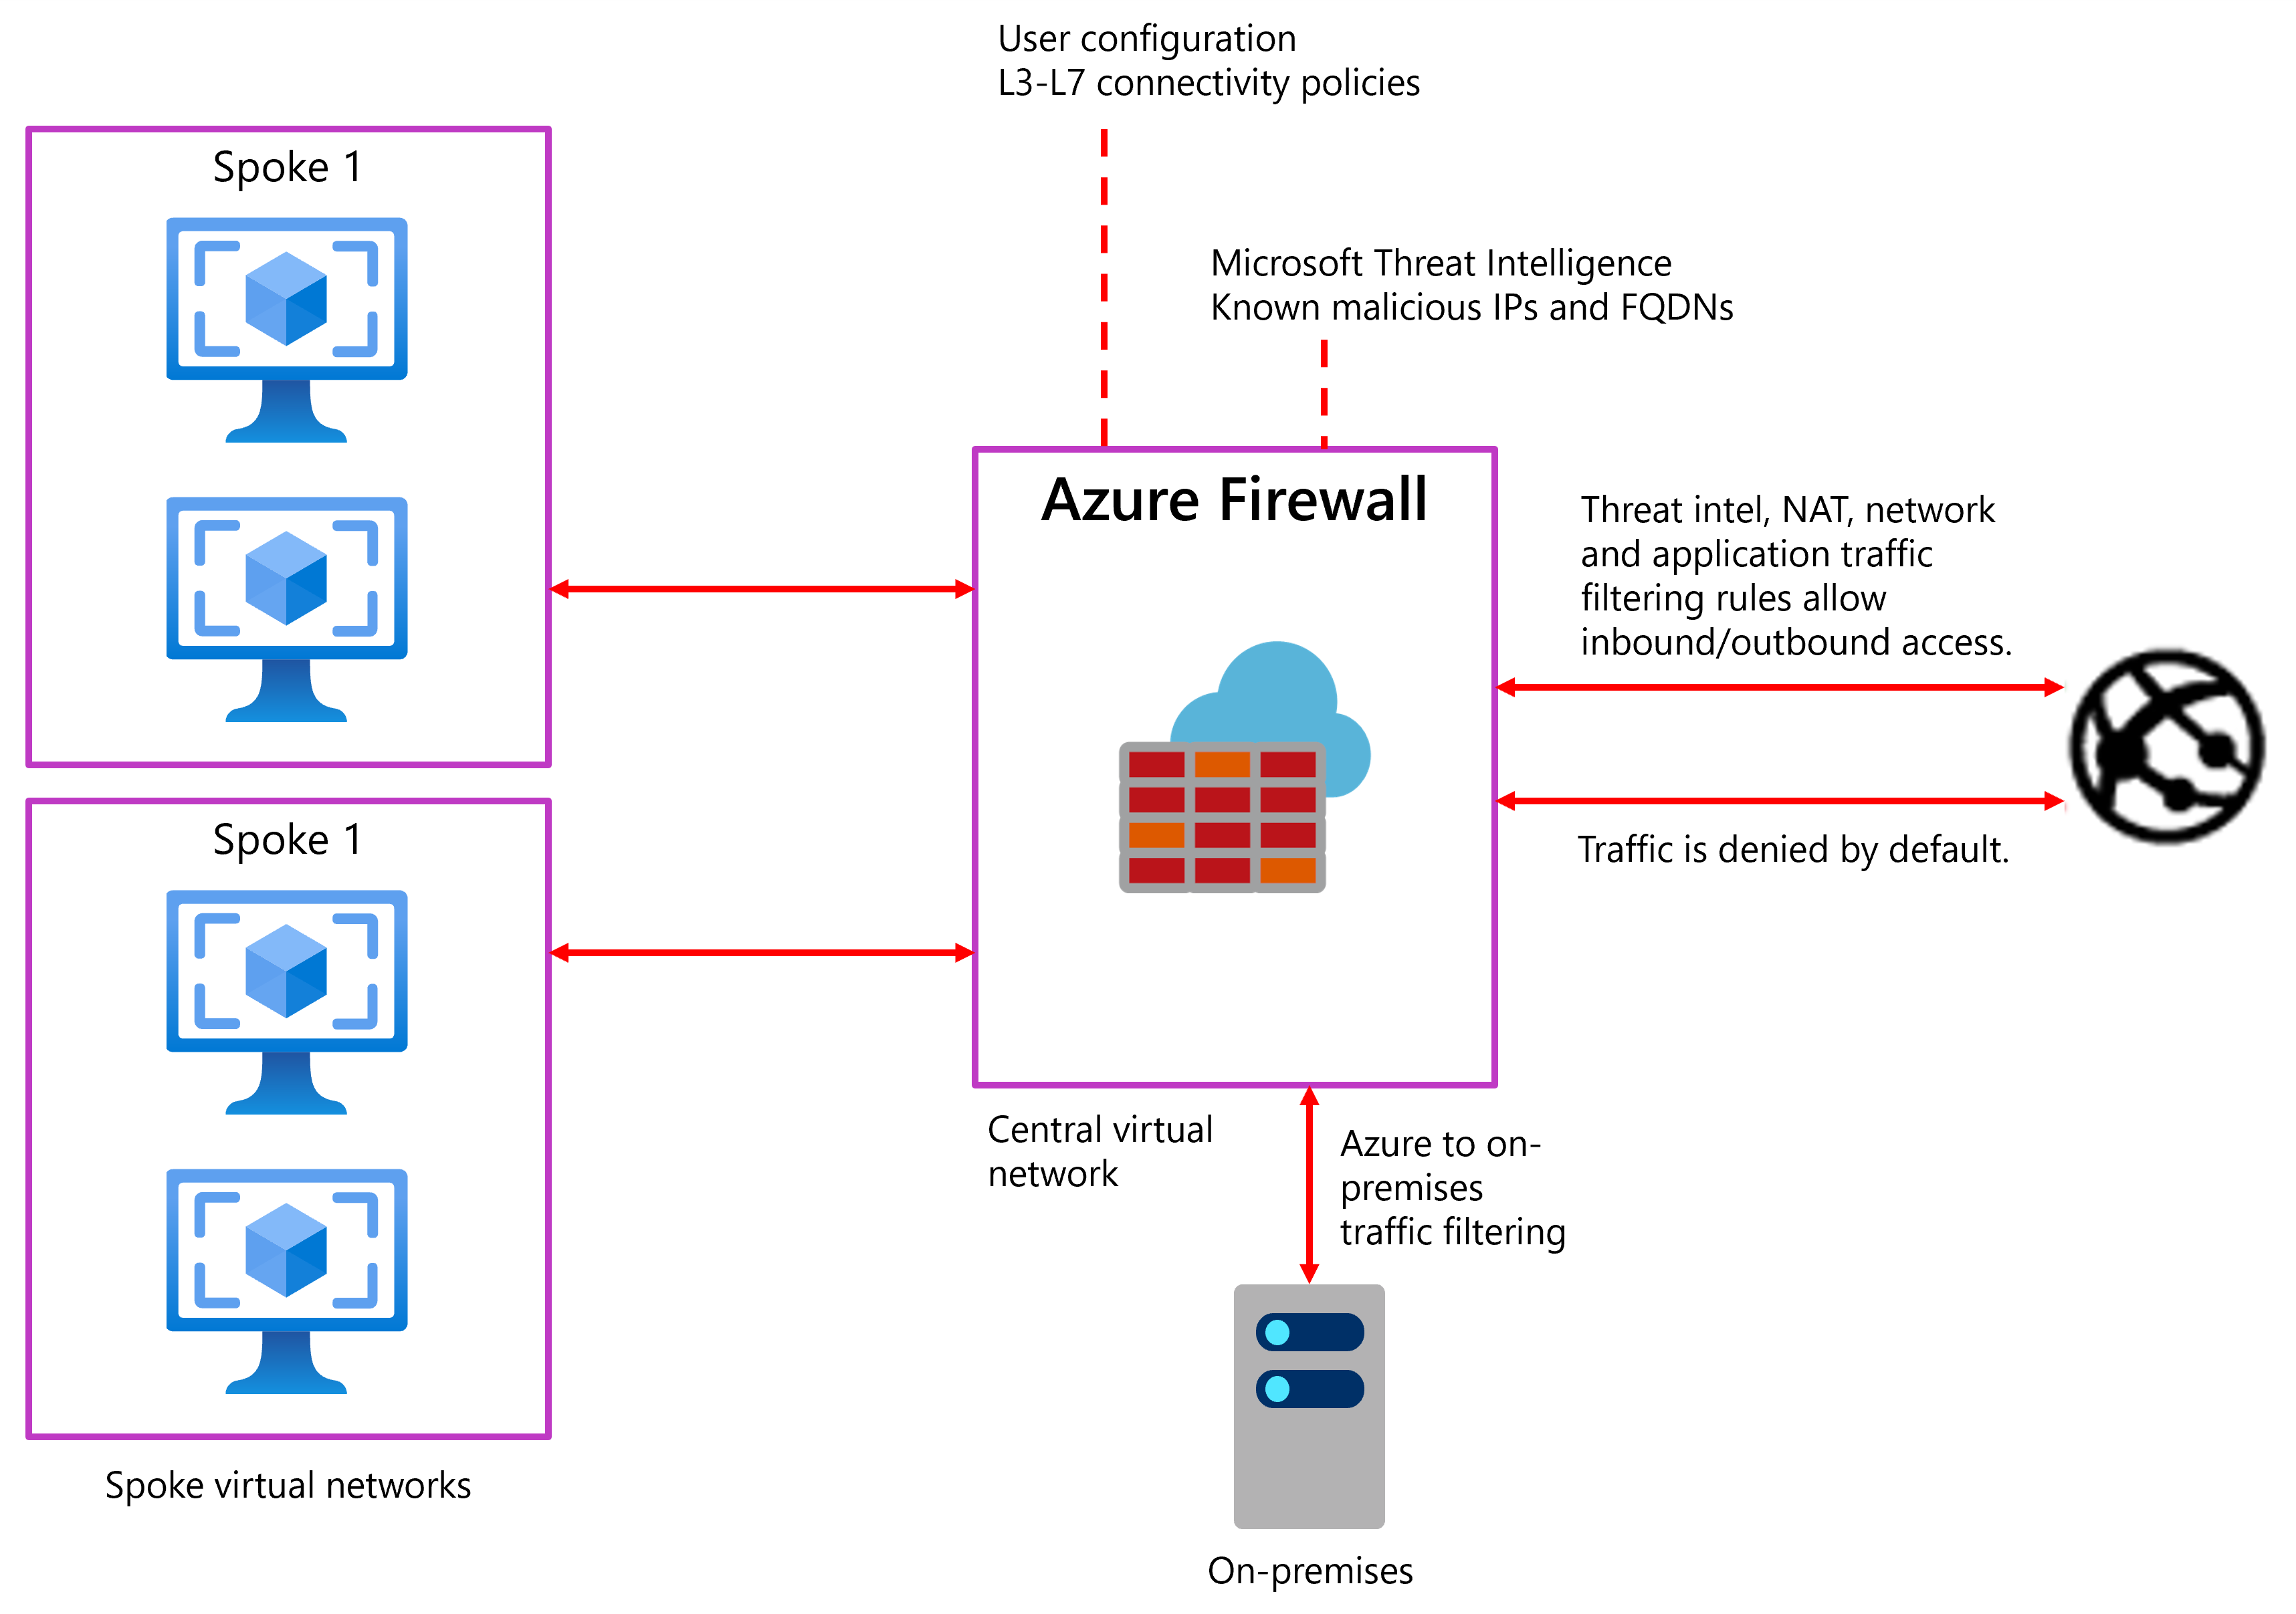 User configuration
L3-L7 connectivity policies
Spoke 1
Microsoft Threat Intelligence
Known malicious IPs and FQDNs
Azure Firewall
Threat intel, NAT, network
and application traffic
filtering rules allow
inbound/outbound access.
Traffic is denied by default.
Spoke 1
Central virtual
network
Azure to on-
premises
traffic filtering
Spoke virtual networks
On-premises